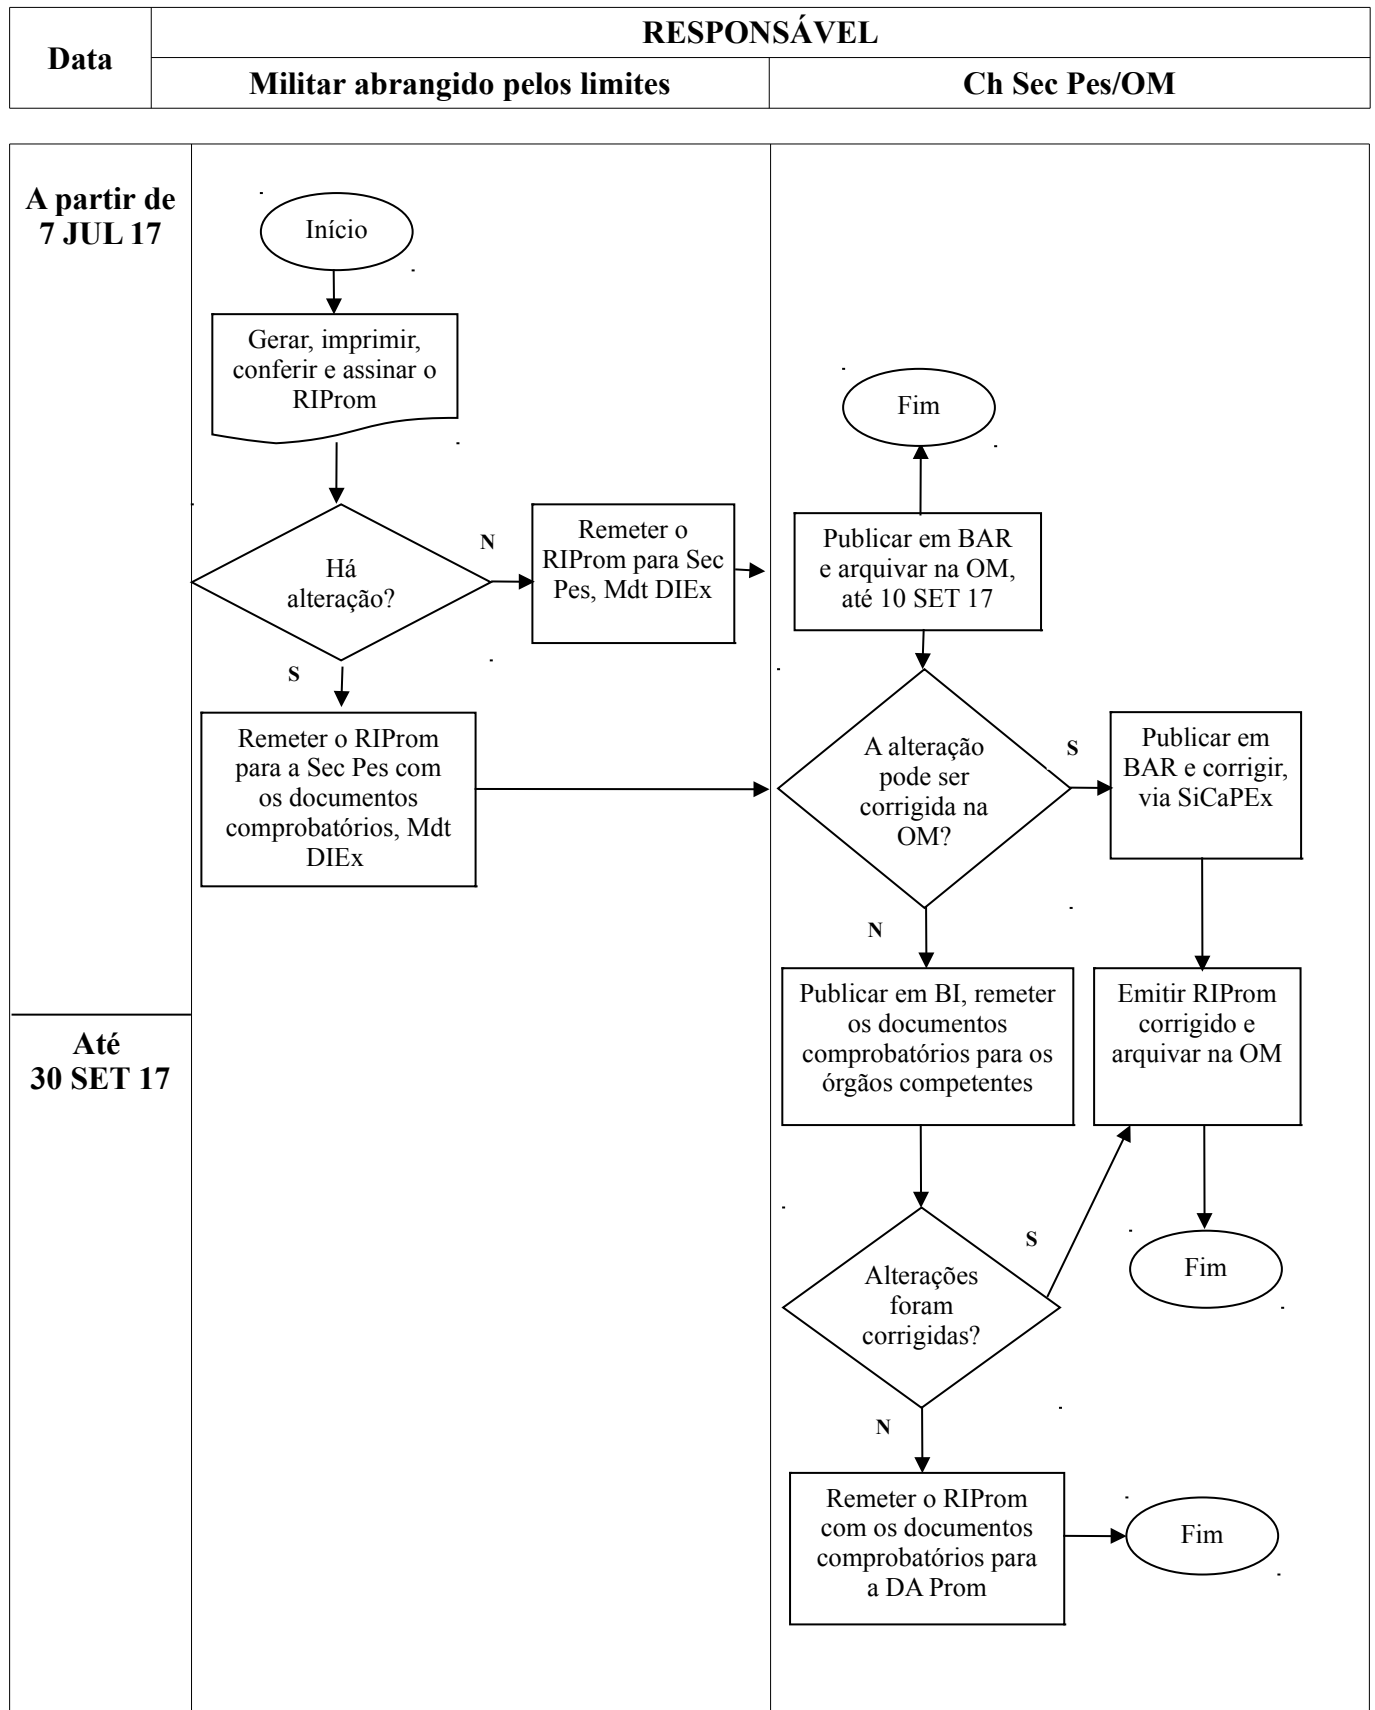 Data
RESPONSÁVEL
Militar abrangido pelos limites
Ch Sec Pes/OM
A partir de
7 JUL 17
Início
Gerar, imprimir,
conferir e assinar o
RIProm
Há
alteração?
N
Remeter o
RIProm para Sec
Pes, Mdt DIEx
S
Remeter o RIProm
para a Sec Pes com
os documentos
comprobatórios, Mdt
DIEx
Fim
Publicar em BAR
e arquivar na OM,
até 10 SET 17
A alteração
pode ser
corrigida na
OM?
S
Publicar em
BAR e corrigir,
via SiCaPEx
N
Publicar em BI, remeter
os documentos
comprobatórios para os
órgãos competentes
Emitir RIProm
corrigido e
arquivar na OM
Até
30 SET 17
Alterações
foram
corrigidas?
S
Fim
N
Remeter o RIProm
com os documentos
comprobatórios para
a DA Prom
Fim